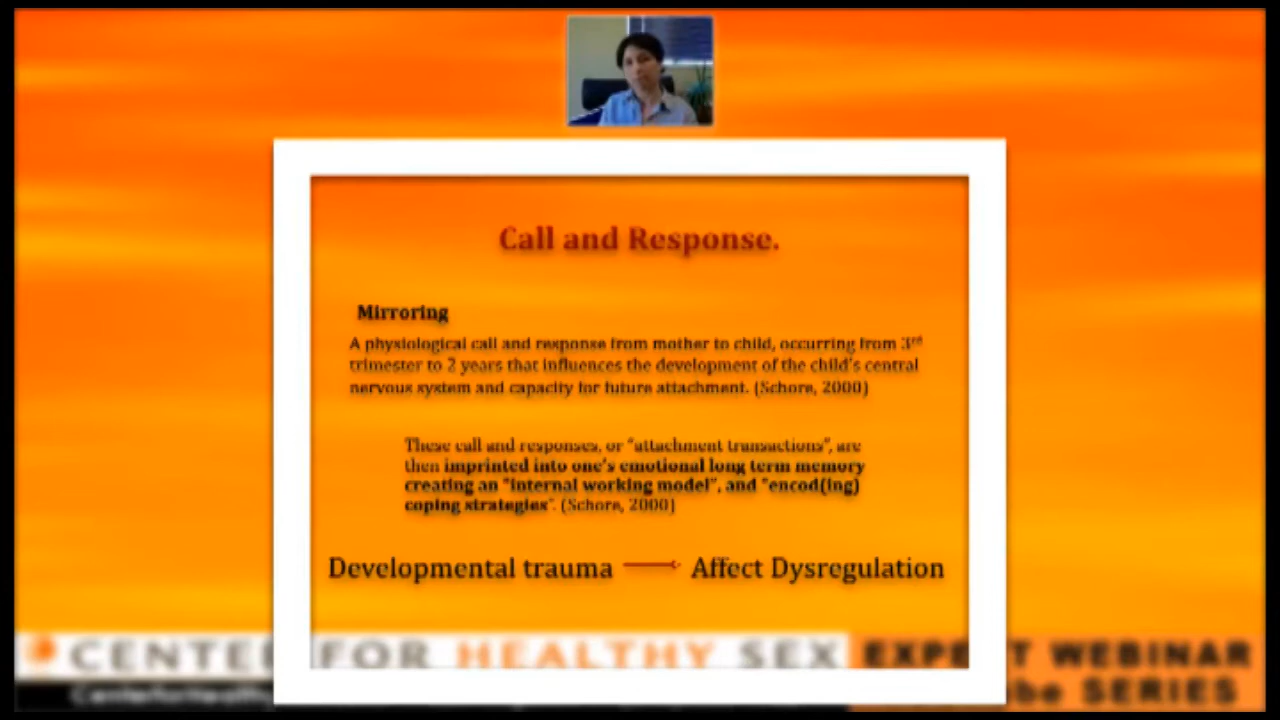 Call and Response.
Mirroring
A physiological call and response from mother to child, occurring from 3rd
trimester to 2 years that influences the development of the child's central
nervous system and capacity for future attachment. (Schore, 2000)
These call and responses, or "attachment transactions", are
then imprinted into one's emotional long term memory
creating an "internal working model", and "encod(ing)
coping strategies". (Schore, 2000)
Developmental trauma → Affect Dysregulation
CENTER FOR HEALTHY SEX EXPERT WEBINAR
SERIES